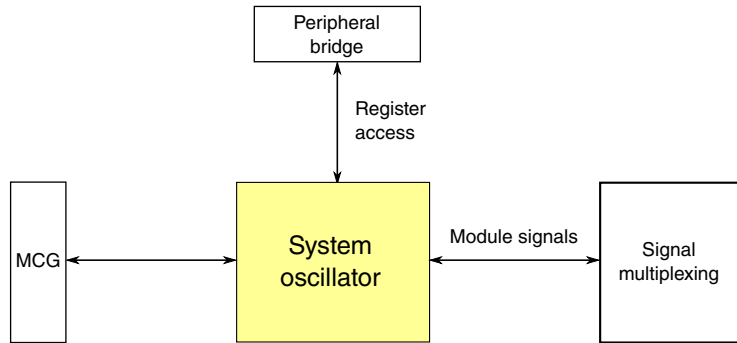 Peripheral
bridge
Register
access
MCG
System
oscillator
Module signals
Signal
multiplexing